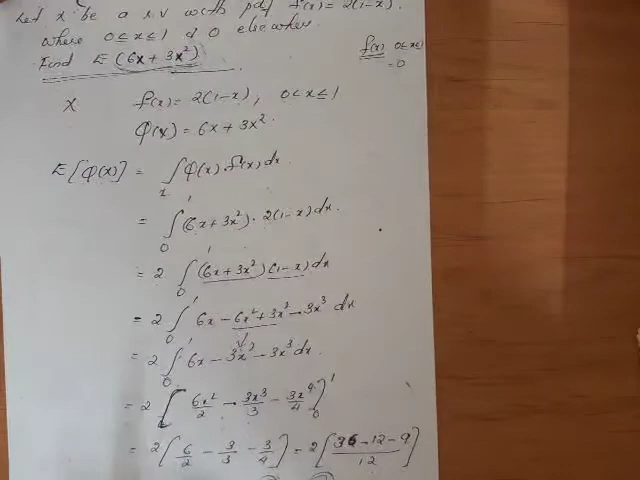 Let X be a r.v with pdf f(x) = 2(1-x).
where 0≤x≤1 & 0 elsewhere
Find E(6x + 3x²)
f(x) 0<x≤1
=0
X f(x) = 2(1-x), 0<x≤1
φ(x) = 6x + 3x².
E[φ(x)] = ∫x φ(x).f(x)dx.
= ∫₀¹ (6x+3x²). 2(1-x)dx.
= 2 ∫₀¹ (6x+3x²)(1-x)dx
= 2 ∫₀¹ 6x - 6x² + 3x² - 3x³ dx
= 2 ∫₀¹ 6x - 3x² - 3x³ dx.
= 2 [6x²/2 - 3x³/3 - 3x⁴/4]₀¹
= 2[6/2 - 3/3 - 3/4] = 2[36-12-9/12]